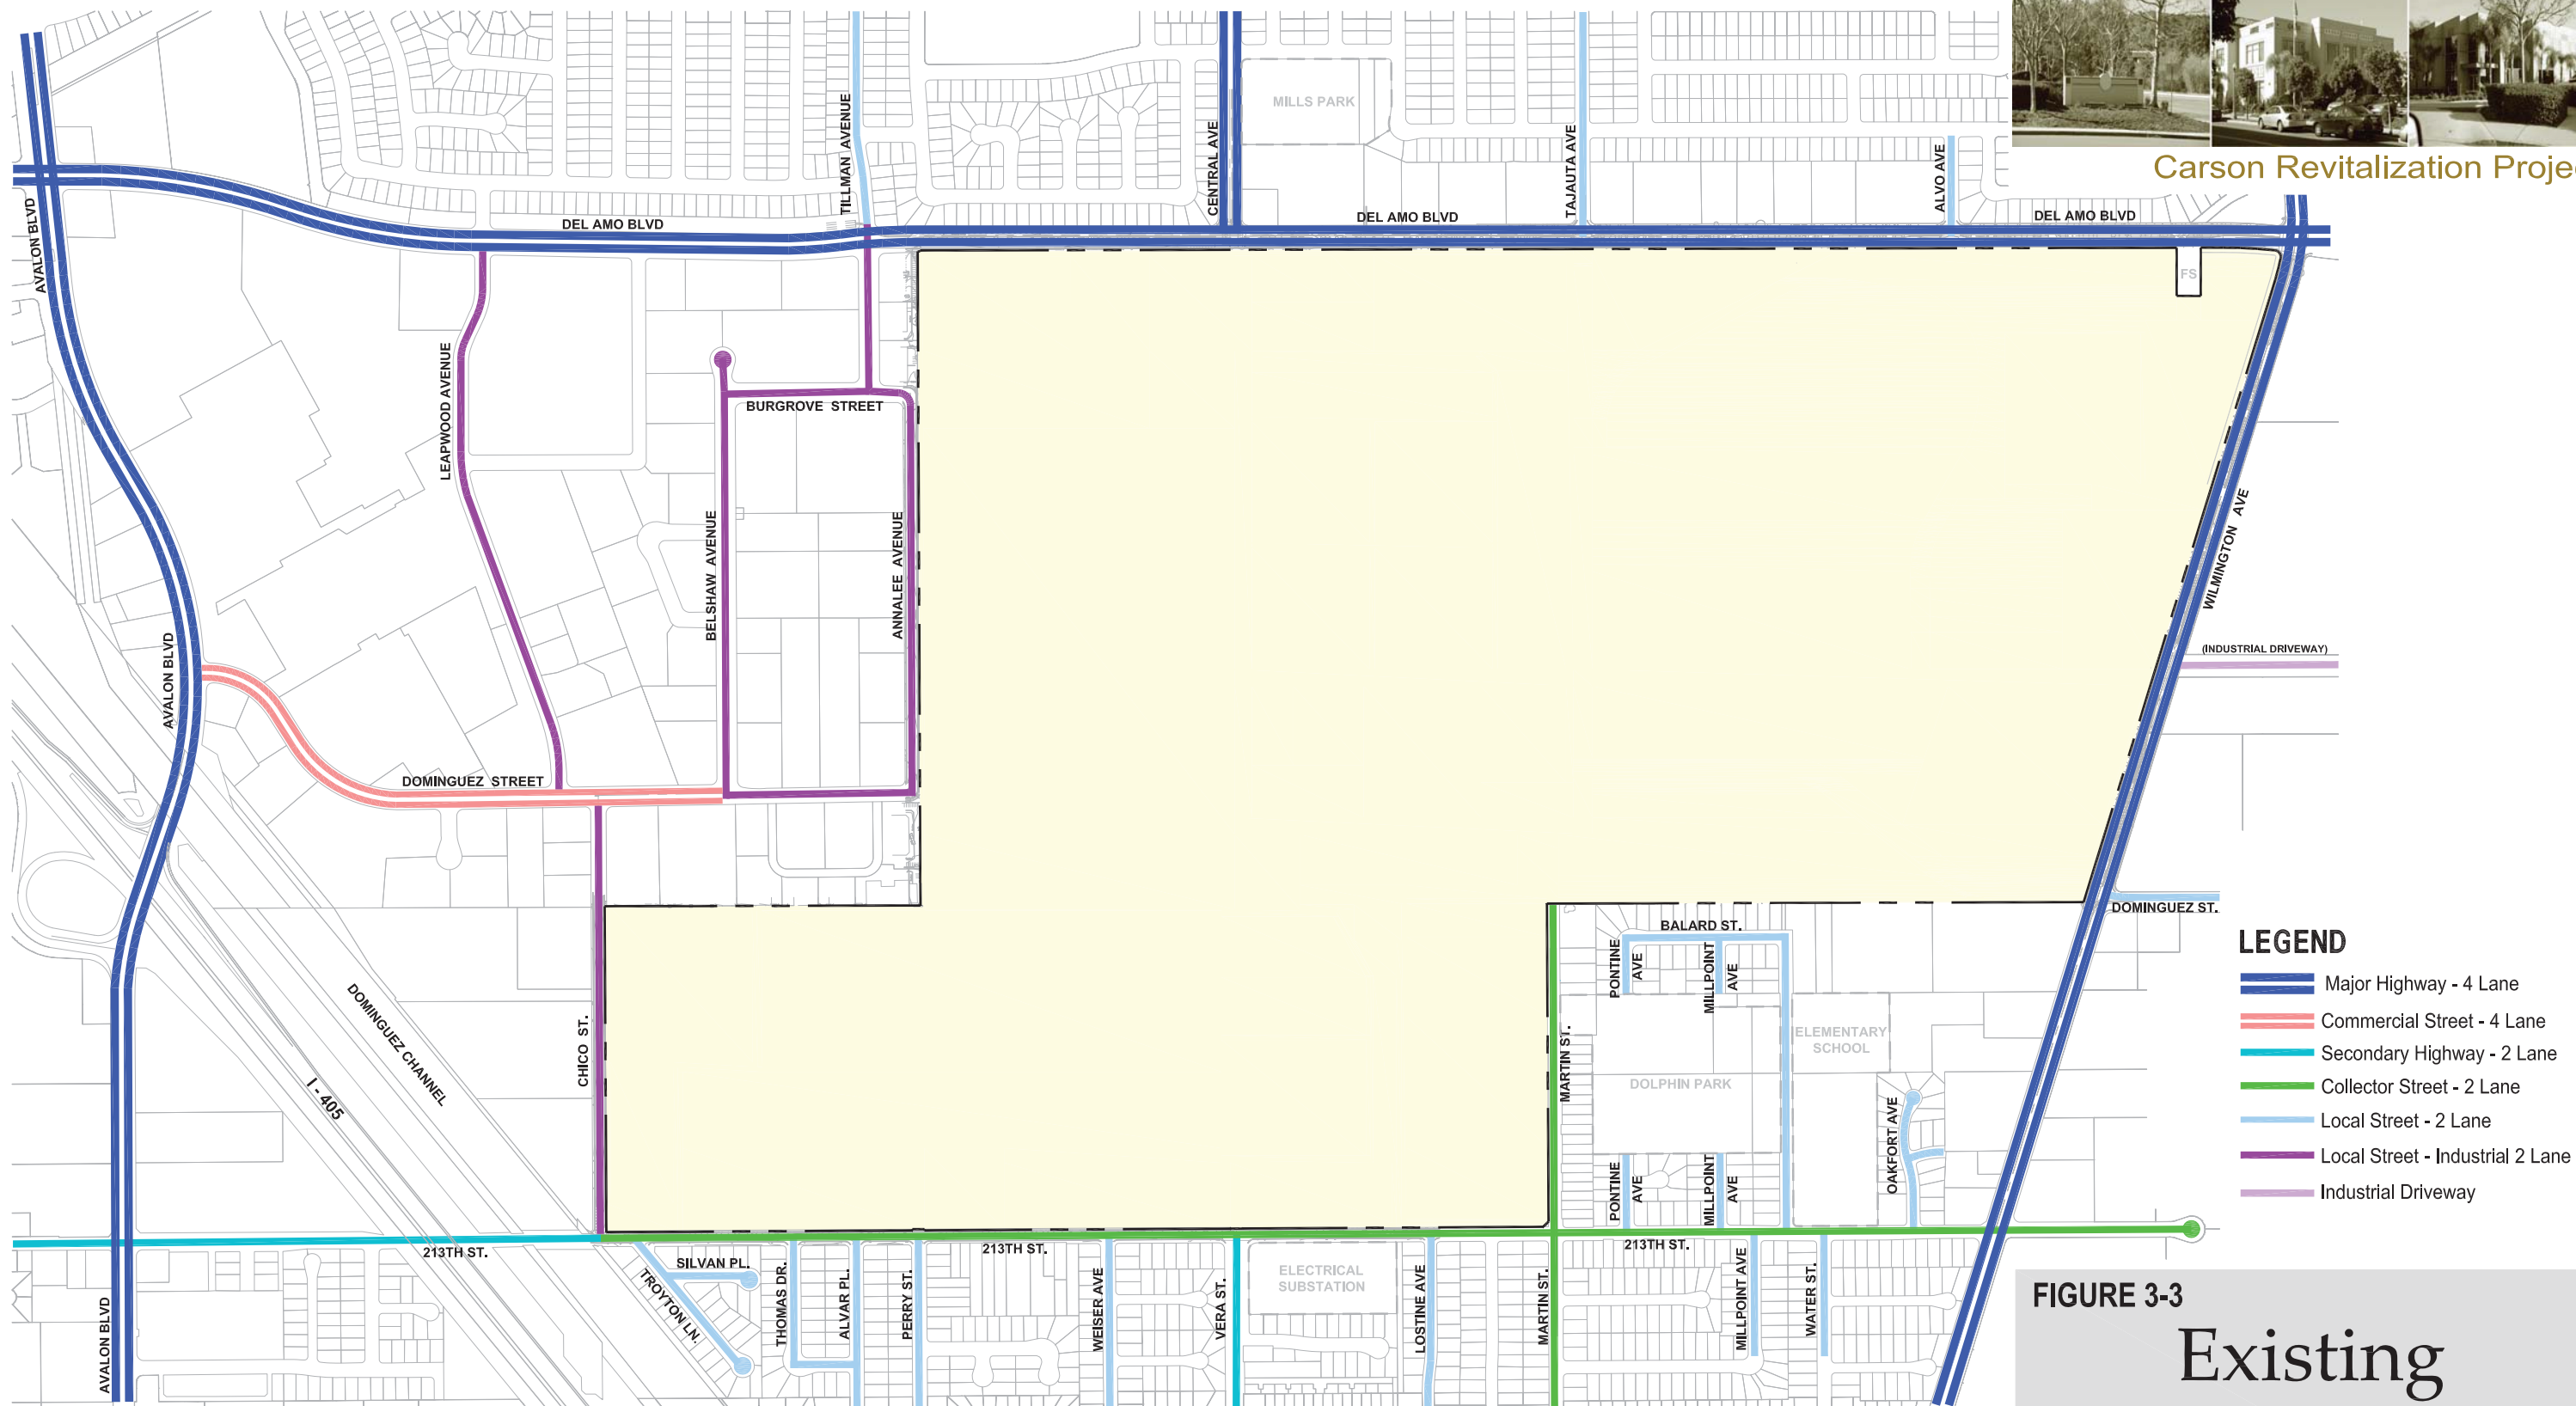 Carson Revitalization Proje
MILLS PARK
TILLMAN AVENUE
CENTRAL AVE
TAJAUTA AVE
ALVO AVE
AVALON BLVD
DEL AMO BLVD
DEL AMO BLVD
DEL AMO BLVD
FS
LEAPWOOD AVENUE
BURGROVE STREET
BELSHAW AVENUE
ANNALEE AVENUE
WILMINGTON AVE
(INDUSTRIAL DRIVEWAY)
AVALON BLVD
DOMINGUEZ STREET
DOMINGUEZ ST.
BALARD ST.
PONTINE
AVE
MILLPOINT
AVE
DOMINGUEZ CHANNEL
I - 405
CHICO ST.
MARTIN ST.
ELEMENTARY
SCHOOL
DOLPHIN PARK
OAKFORT AVE
PONTINE
AVE
MILLPOINT
AVE
LEGEND
Major Highway - 4 Lane
Commercial Street - 4 Lane
Secondary Highway - 2 Lane
Collector Street - 2 Lane
Local Street - 2 Lane
Local Street - Industrial 2 Lane
Industrial Driveway
213TH ST.
213TH ST.
213TH ST.
AVALON BLVD
SILVAN PL.
TROYTON LN.
THOMAS DR.
ALVAR PL.
PERRY ST.
WEISER AVE
VERA ST.
ELECTRICAL
SUBSTATION
LOSTINE AVE
MARTIN ST.
MILLPOINT AVE
WATER ST.
FIGURE 3-3
Existing